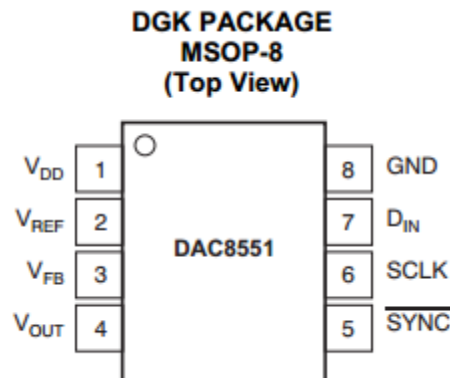 DGK PACKAGE
MSOP-8
(Top View)
V_DD 1 8 GND
V_REF 2 7 D_IN
DAC8551
V_FB 3 6 SCLK
V_OUT 4 5 SYNC